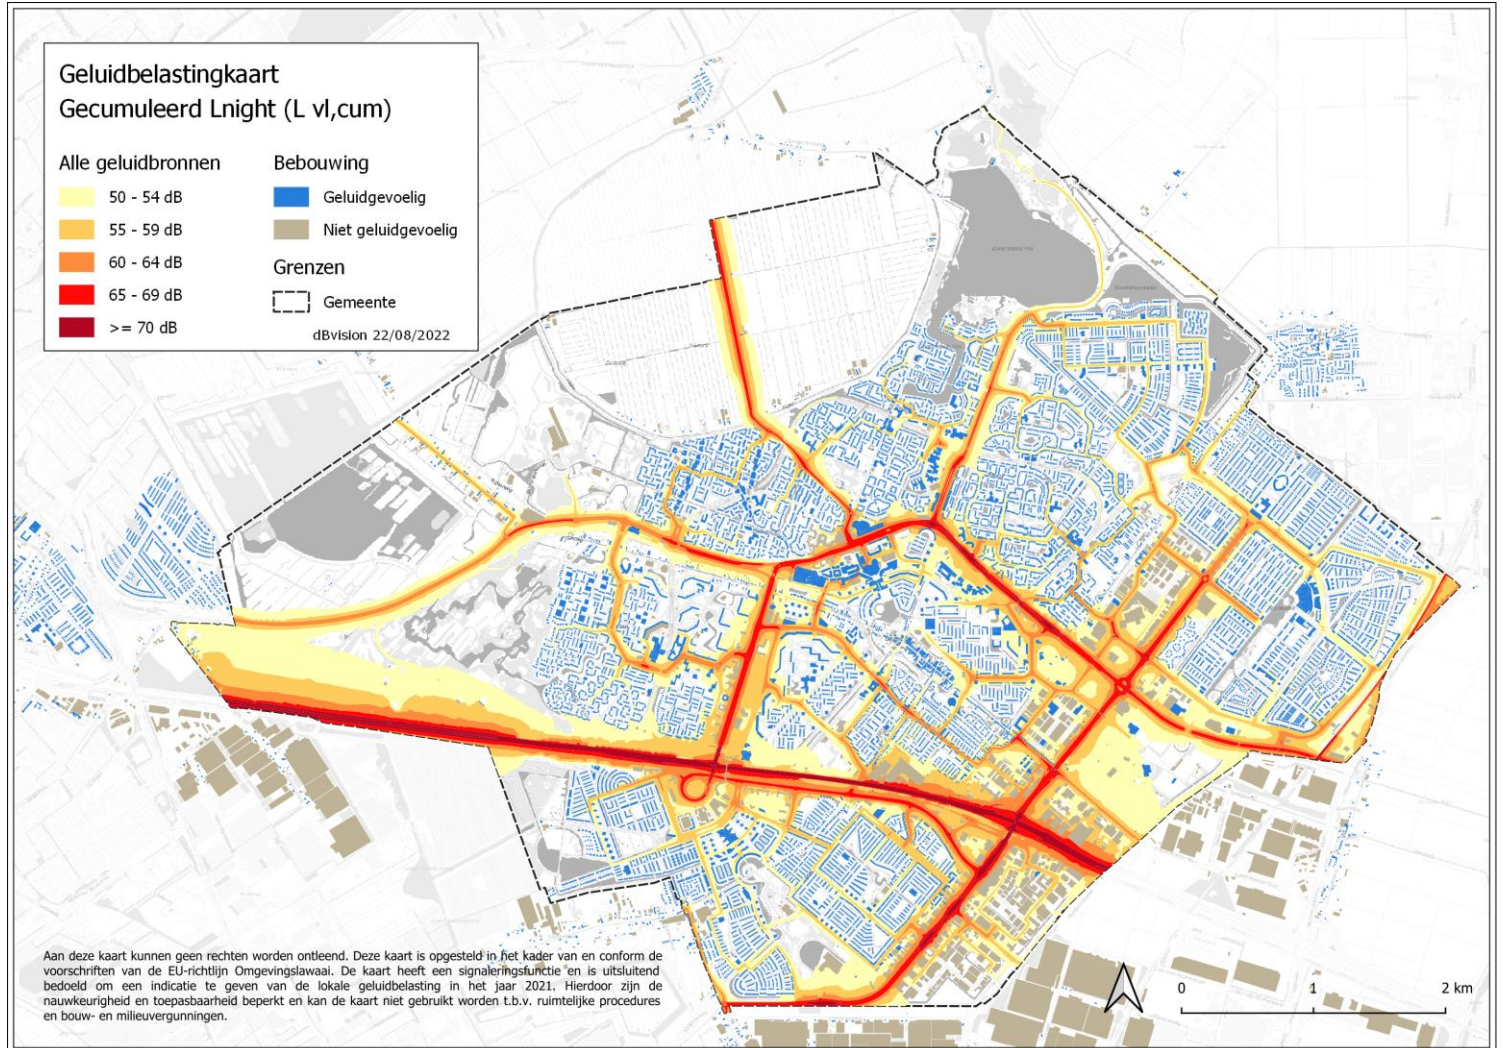 Geluidbelastingkaart
Gecumuleerd Lnight (L vl,cum)
Alle geluidbronnen
50 - 54 dB
55 - 59 dB
60 - 64 dB
65 - 69 dB
>= 70 dB
Bebouwing
Geluidgevoelig
Niet geluidgevoelig
Grenzen
Gemeente
dBvision 22/08/2022
Aan deze kaart kunnen geen rechten worden ontleend. Deze kaart is opgesteld in het kader van en conform de
voorschriften van de EU-richtlijn Omgevingslawaai. De kaart heeft een signaleringsfunctie en is uitsluitend
bedoeld om een indicatie te geven van de lokale geluidbelasting in het jaar 2021. Hierdoor zijn de
nauwkeurigheid en toepasbaarheid beperkt en kan de kaart niet gebruikt worden t.b.v. ruimtelijke procedures
en bouw- en milieuvergunningen.
0 1 2 km